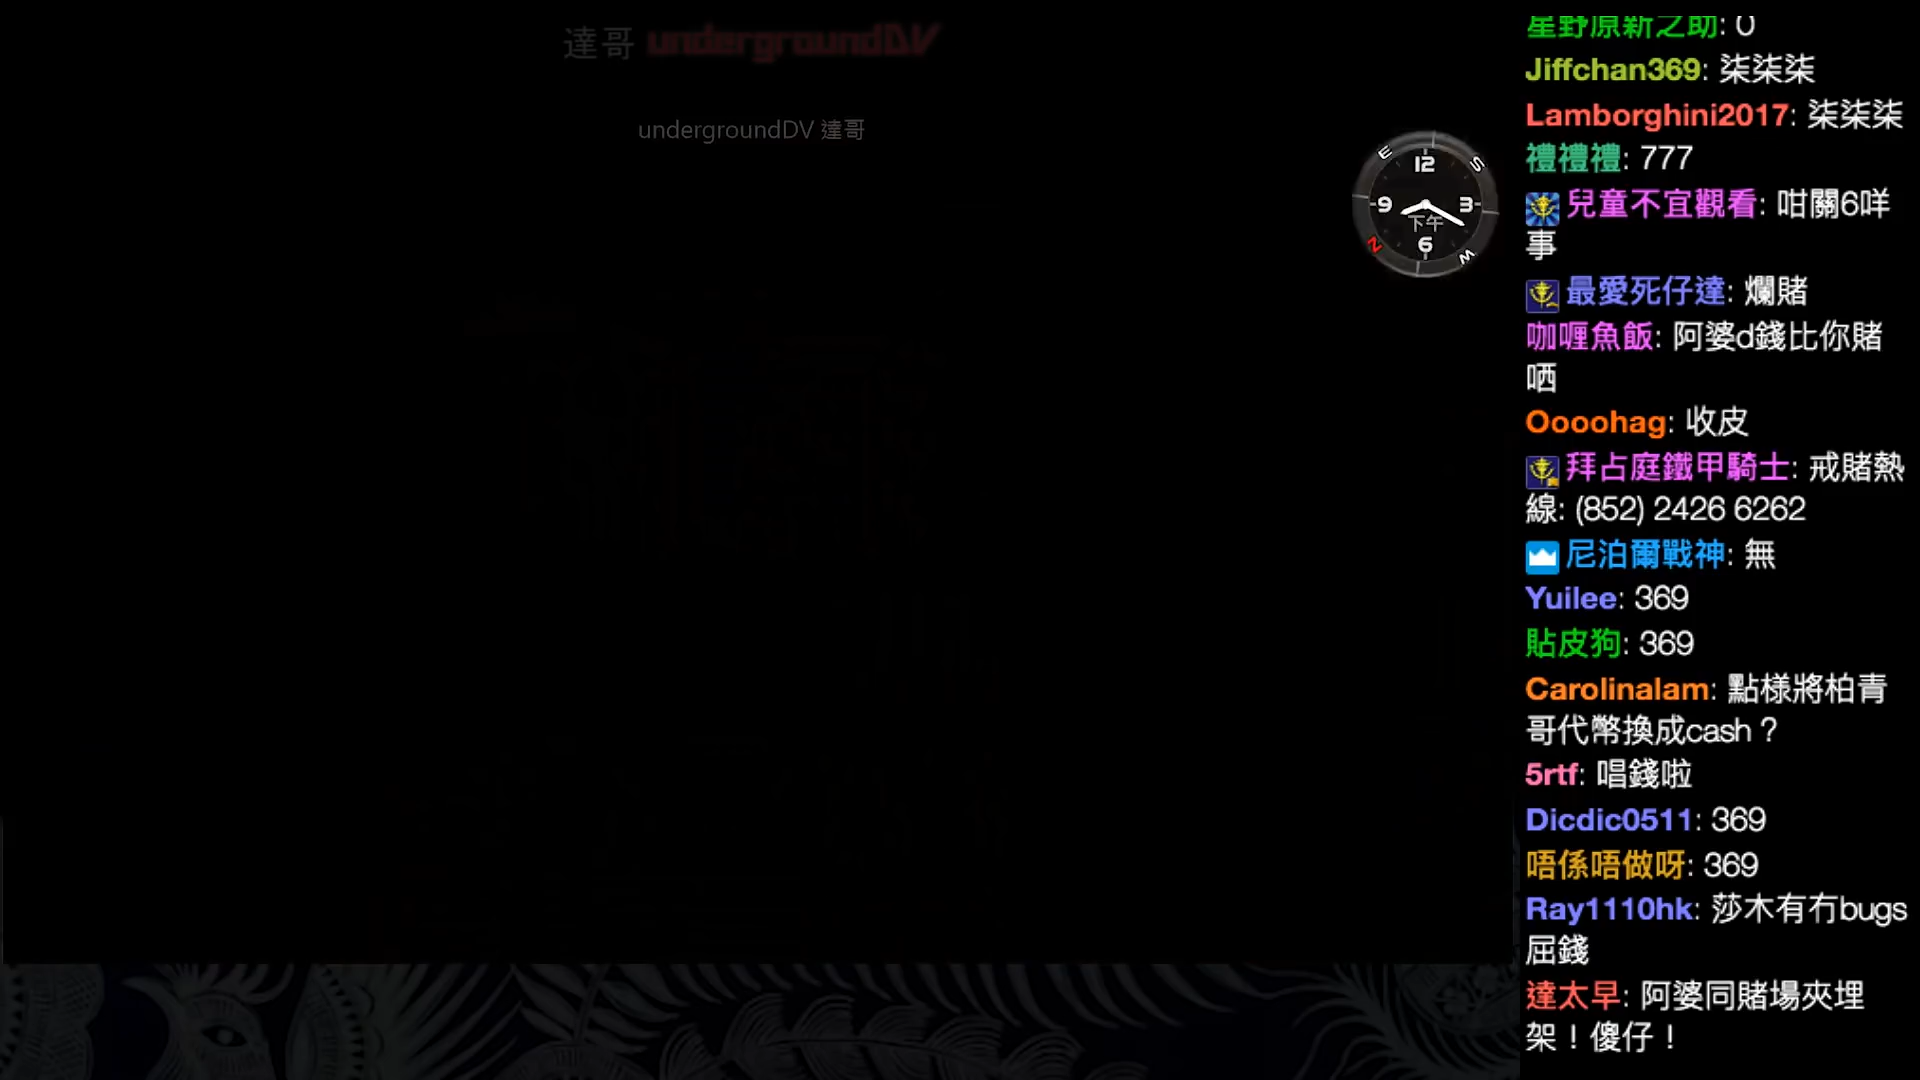 達哥 undergroundDV
undergroundDV 達哥
E
S
12
9
3
下午
6
N
W
星野原新之助: O
Jiffchan369: 柒柒柒
Lamborghini2017: 柒柒柒
禮禮禮: 777
兒童不宜觀看: 咁關6咩
事
最愛死仔達: 爛賭
咖喱魚飯: 阿婆d錢比你賭
哂
Oooohag: 收皮
拜占庭鐵甲騎士: 戒賭熱
線: (852) 2426 6262
尼泊爾戰神: 無
Yuilee: 369
貼皮狗: 369
Carolinalam: 點樣將柏青
哥代幣換成cash？
5rtf: 唱錢啦
Dicdic0511: 369
唔係唔做呀: 369
Ray1110hk: 莎木有冇bugs
屈錢
達太早: 阿婆同賭場夾埋
架！傻仔！